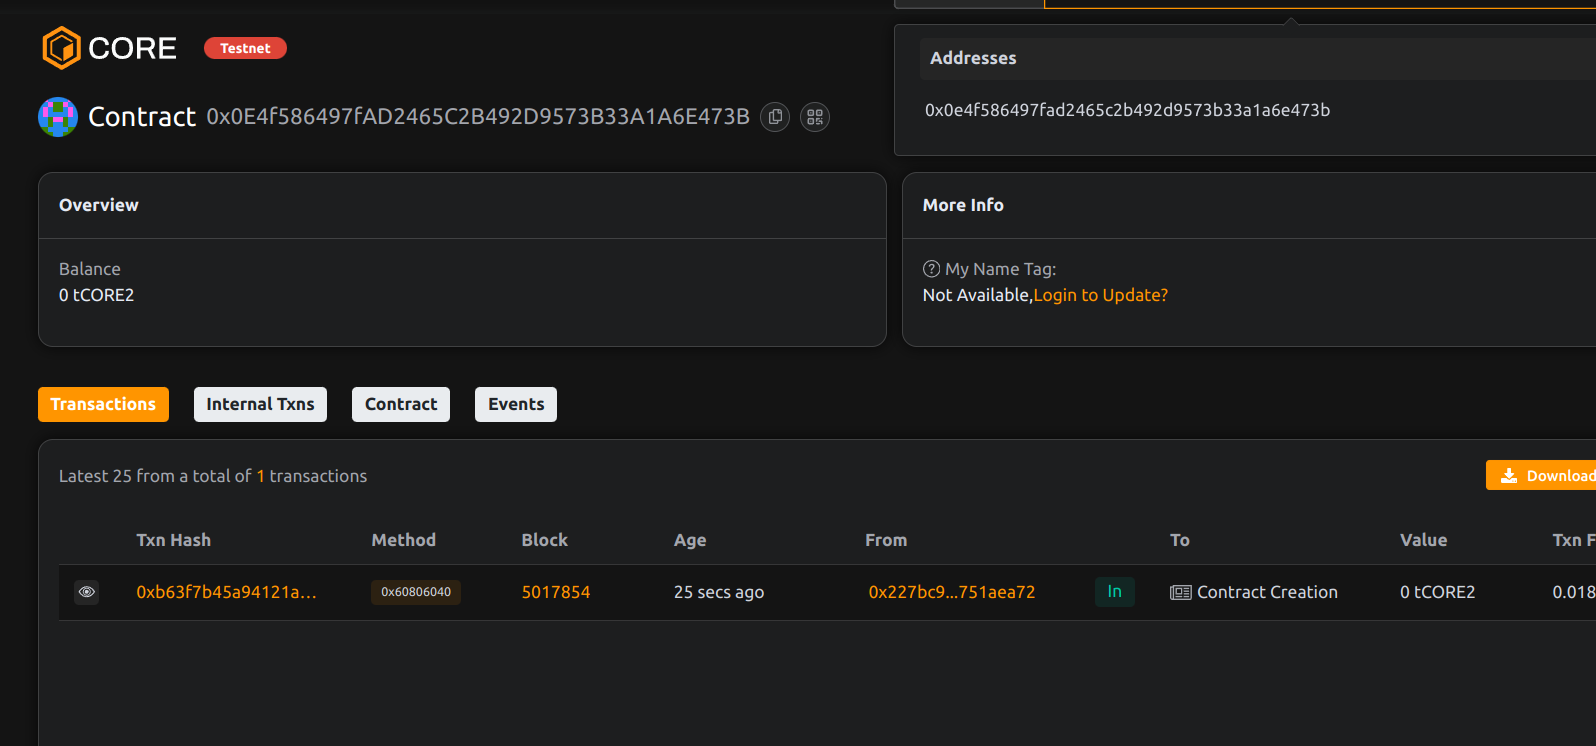 CORE Testnet
Addresses
0x0e4f586497fad2465c2b492d9573b33a1a6e473b
Contract 0x0E4f586497fAD2465C2B492D9573B33A1A6E473B
Overview
Balance
0 tCORE2
More Info
? My Name Tag:
Not Available,Login to Update?
Transactions Internal Txns Contract Events
Latest 25 from a total of 1 transactions
Download
Txn Hash Method Block Age From To Value Txn F
0xb63f7b45a94121a... 0x60806040 5017854 25 secs ago 0x227bc9...751aea72 In Contract Creation 0 tCORE2 0.018